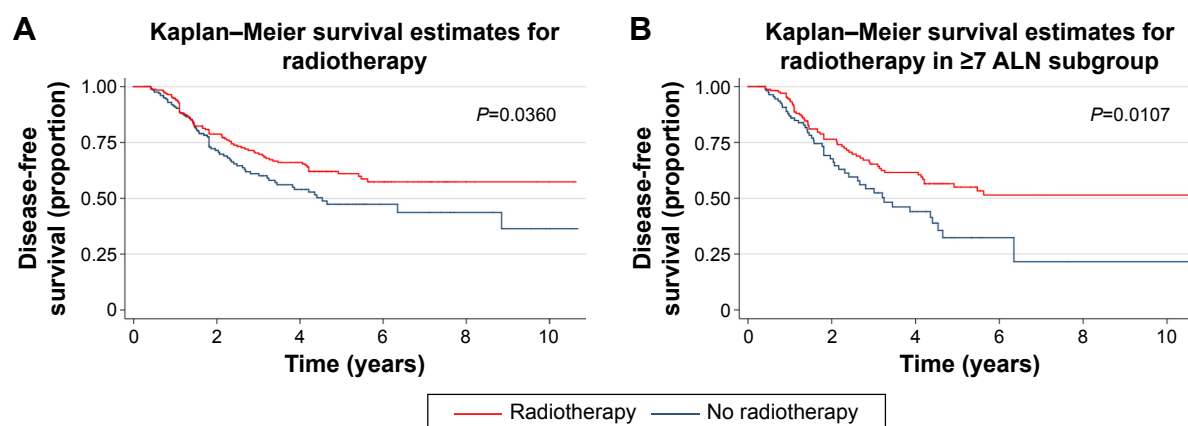 A
Kaplan–Meier survival estimates for
radiotherapy
Disease-free
survival (proportion)
1.00
0.75
0.50
0.25
0
P=0.0360
0 2 4 6 8 10
Time (years)
B
Kaplan–Meier survival estimates for
radiotherapy in ≥7 ALN subgroup
Disease-free
survival (proportion)
1.00
0.75
0.50
0.25
0
P=0.0107
0 2 4 6 8 10
Time (years)
Radiotherapy No radiotherapy